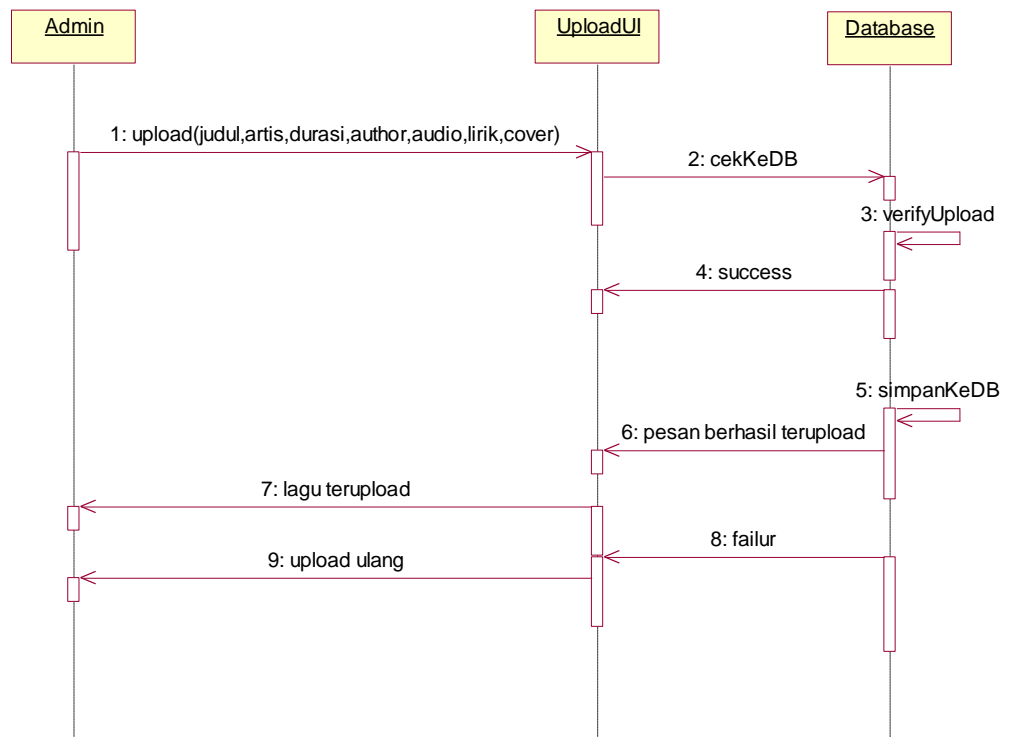 Admin
UploadUI
Database
1: upload(judul,artis,durasi,author,audio,lirik,cover)
2: cekKeDB
3: verifyUpload
4: success
5: simpanKeDB
6: pesan berhasil terupload
7: lagu terupload
8: failur
9: upload ulang